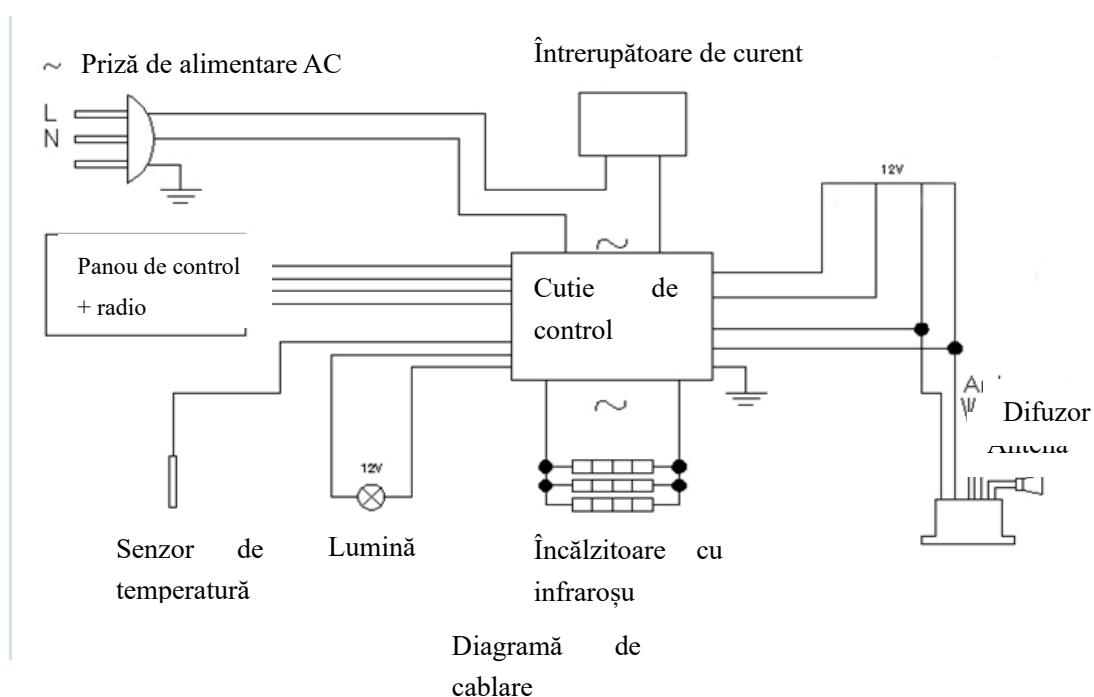 Întrerupătoare de curent
~ Priză de alimentare AC
L
N
12V
Panou de control
+ radio
Cutie de
control
Difuzor
12V
Senzor de
temperatură
Lumină
Încălzitoare cu
infraroșu
Diagramă de
cablare